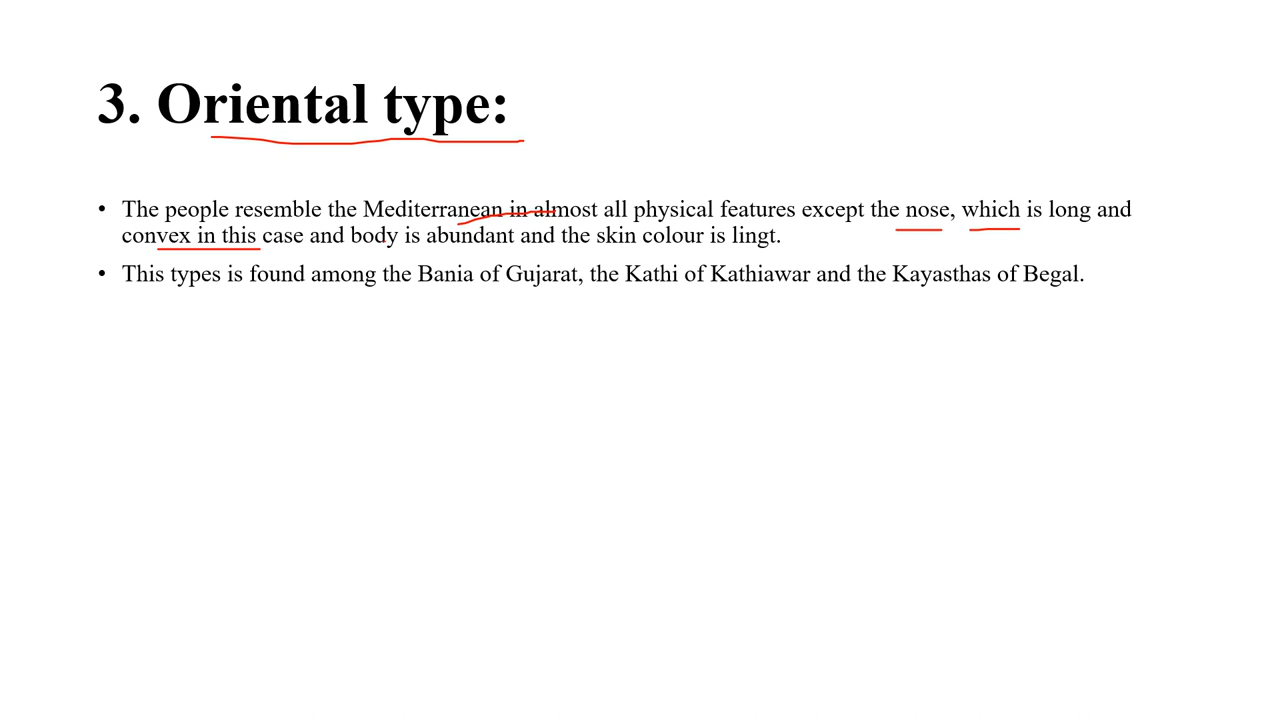 3. Oriental type:
• The people resemble the Mediterranean in almost all physical features except the nose, which is long and
convex in this case and body is abundant and the skin colour is lingt.
• This types is found among the Bania of Gujarat, the Kathi of Kathiawar and the Kayasthas of Begal.